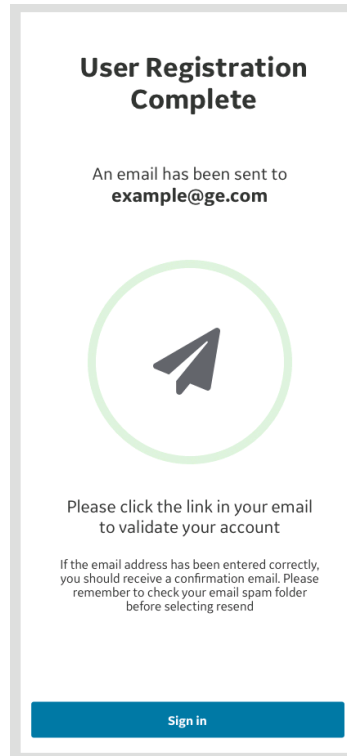 User Registration
Complete
An email has been sent to
example@ge.com
Please click the link in your email
to validate your account
If the email address has been entered correctly,
you should receive a confirmation email. Please
remember to check your email spam folder
before selecting resend
Sign in